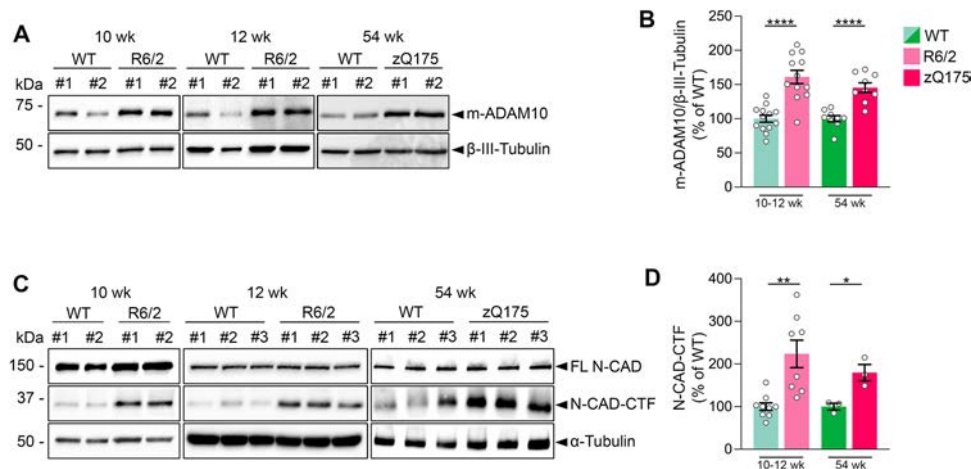 A
10 wk 12 wk 54 wk
WT R6/2 WT R6/2 WT zQ175
kDa #1 #2 #1 #2 #1 #2 #1 #2 #1 #2 #1 #2
75 - m-ADAM10
50 - β-III-Tubulin
B
m-ADAM10/β-III-Tubulin
(% of WT)
250
200
150
100
50
0
**** ****
10-12 wk 54 wk
WT
R6/2
zQ175
C
10 wk 12 wk 54 wk
WT R6/2 WT R6/2 WT zQ175
kDa #1 #2 #1 #2 #1 #2 #3 #1 #2 #3 #1 #2 #3 #1 #2 #3
150 - FL N-CAD
37 - N-CAD-CTF
50 - α-Tubulin
D
N-CAD-CTF
(% of WT)
400
300
200
100
0
** *
10-12 wk 54 wk